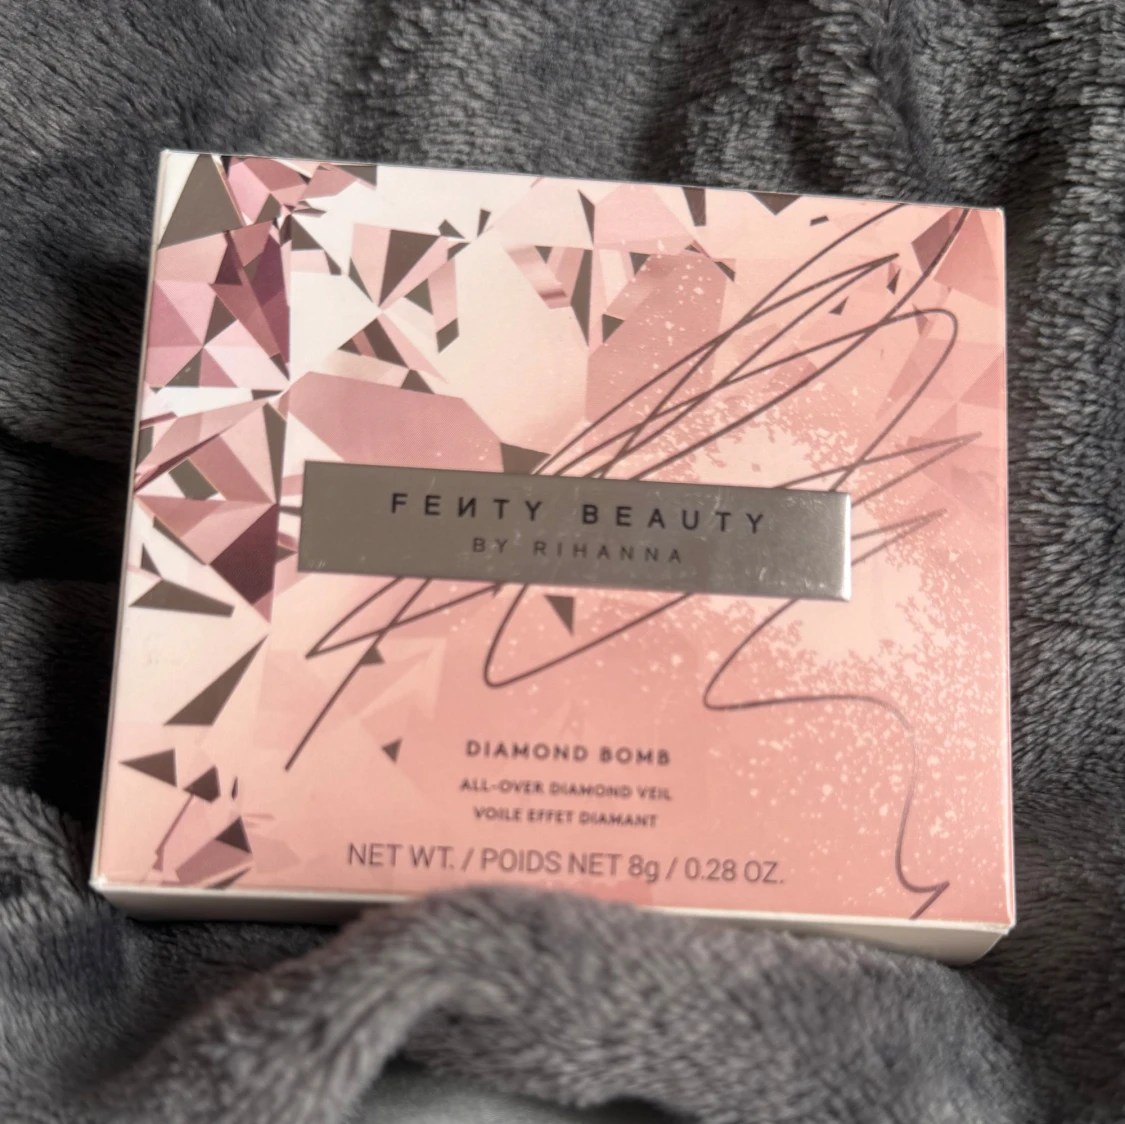 FEИTY BEAUTY
BY RIHANNA
DIAMOND BOMB
ALL-OVER DIAMOND VEIL
VOILE EFFET DIAMANT
NET WT. / POIDS NET 8g / 0.28 OZ.